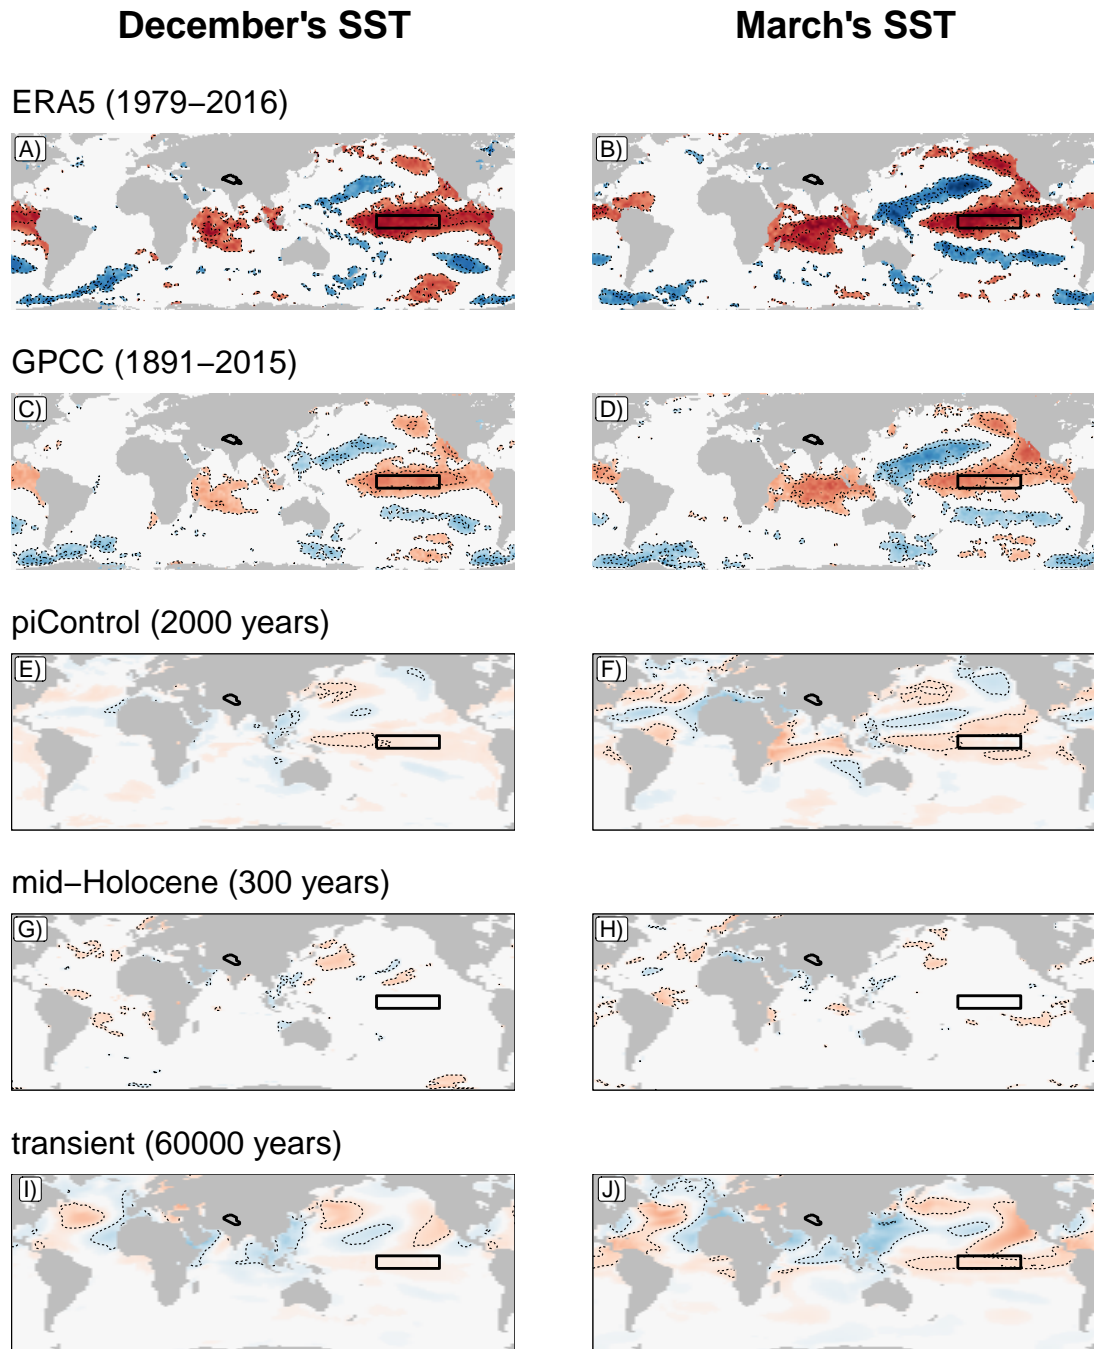 December's SST
March's SST
ERA5 (1979−2016)
A)
B)
GPCC (1891−2015)
C)
D)
piControl (2000 years)
E)
F)
mid−Holocene (300 years)
G)
H)
transient (60000 years)
I)
J)